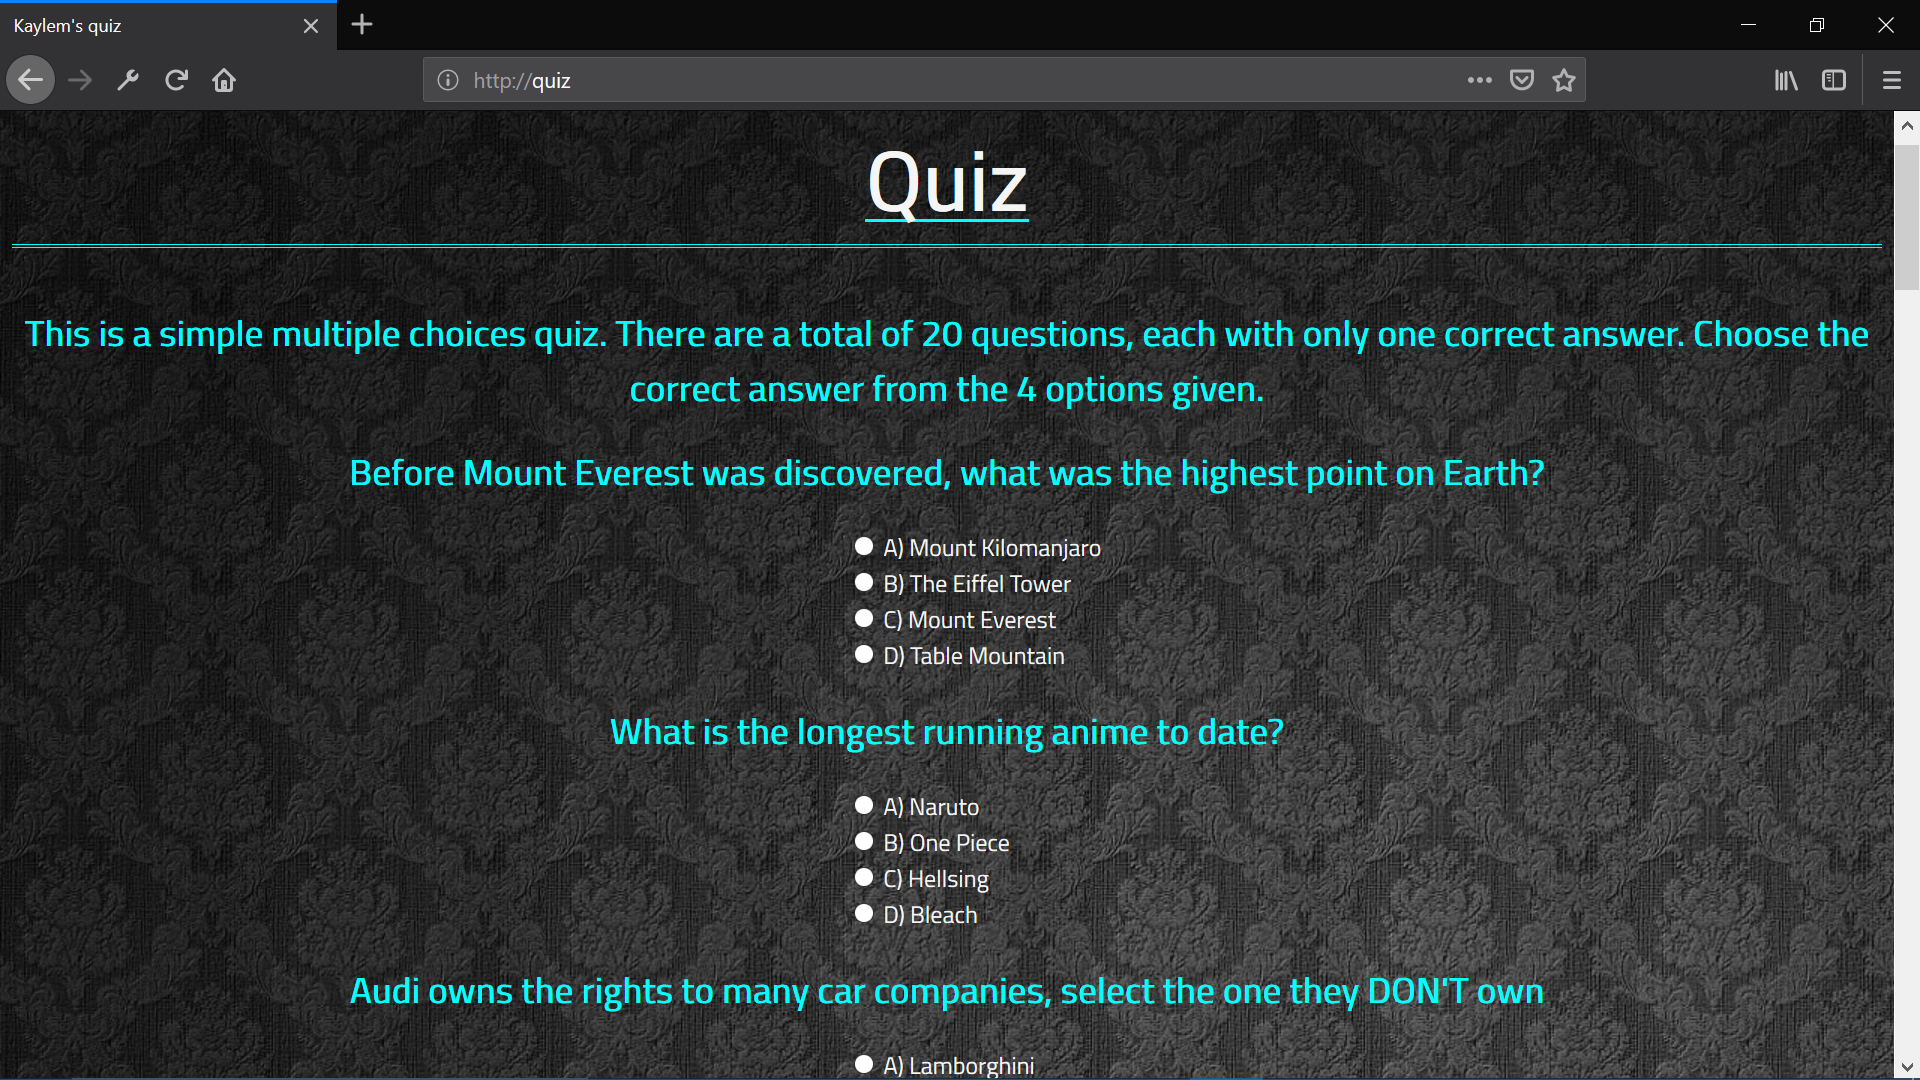 Kaylem's quiz
http://quiz
Quiz
This is a simple multiple choices quiz. There are a total of 20 questions, each with only one correct answer. Choose the
correct answer from the 4 options given.
Before Mount Everest was discovered, what was the highest point on Earth?
A) Mount Kilomanjaro
B) The Eiffel Tower
C) Mount Everest
D) Table Mountain
What is the longest running anime to date?
A) Naruto
B) One Piece
C) Hellsing
D) Bleach
Audi owns the rights to many car companies, select the one they DON'T own
A) Lamborghini